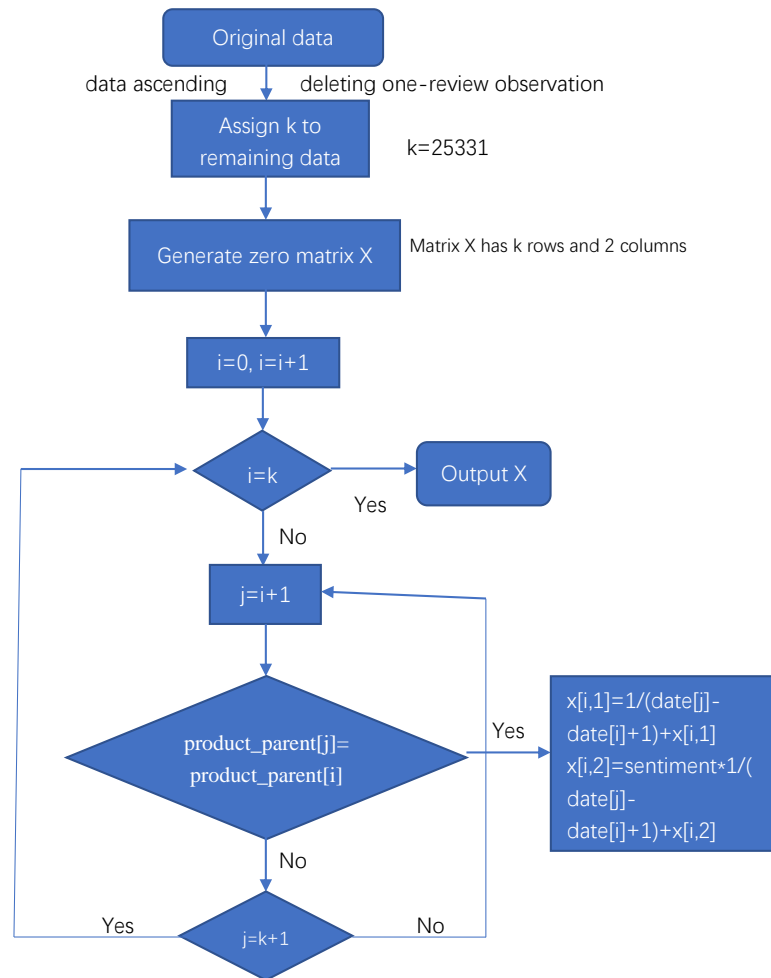 Original data
data ascending
deleting one-review observation
Assign k to
remaining data
k=25331
Generate zero matrix X
Matrix X has k rows and 2 columns
i=0, i=i+1
i=k
Output X
Yes
No
j=i+1
product_parent[j]=
product_parent[i]
Yes
x[i,1]=1/(date[j]-
date[i]+1)+x[i,1]
x[i,2]=sentiment*1/(
date[j]-
date[i]+1)+x[i,2]
No
j=k+1
Yes
No